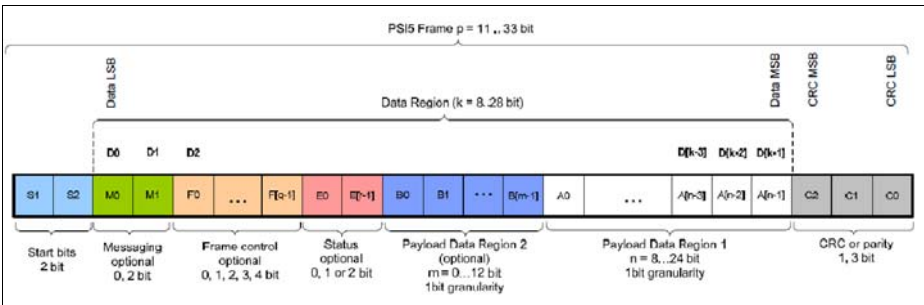 PSI5 Frame p = 11 .. 33 bit
Data LSB
Data MSB
CRC MSB
CRC LSB
Data Region (k = 8..28 bit)
D0 D1 D2 D[k-3] D[k-2] D[k-1]
S1 S2 M0 M1 F0 ... F[q-1] E0 E[r-1] B0 B1 ... B[m-1] A0 ... A[n-3] A[n-2] A[n-1] C2 C1 C0
Start bits
2 bit
Messaging
optional
0, 2 bit
Frame control
optional
0, 1, 2, 3, 4 bit
Status
optional
0, 1 or 2 bit
Payload Data Region 2
(optional)
m = 0...12 bit
1bit granularity
Payload Data Region 1
n = 8...24 bit
1bit granularity
CRC or parity
1, 3 bit